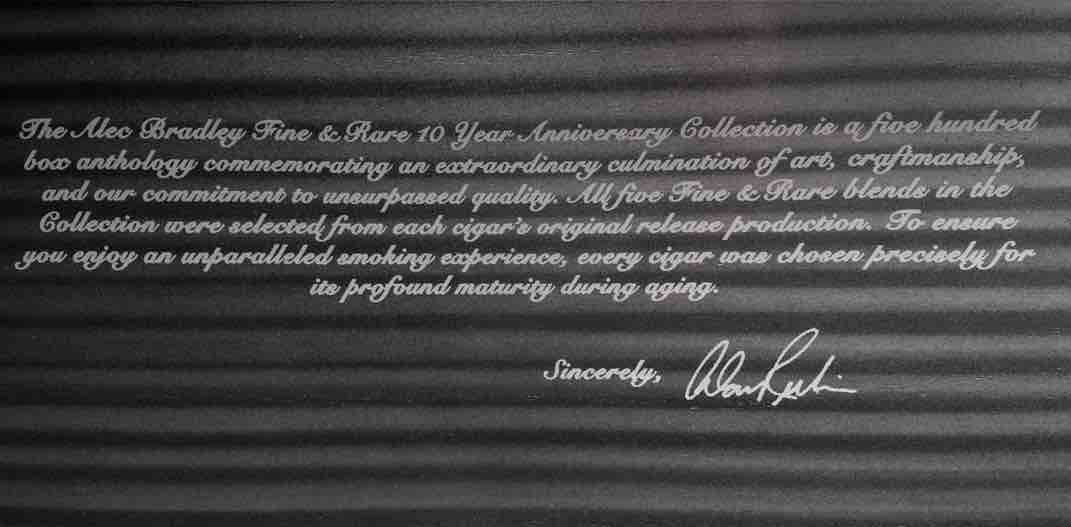 The Alec Bradley Fine & Rare 10 Year Anniversary Collection is a five hundred
box anthology commemorating an extraordinary culmination of art, craftmanship,
and our commitment to unsurpassed quality. All five Fine & Rare blends in the
Collection were selected from each cigar's original release production. To ensure
you enjoy an unparalleled smoking experience, every cigar was chosen precisely for
its profound maturity during aging.
Sincerely, Alan Rubin